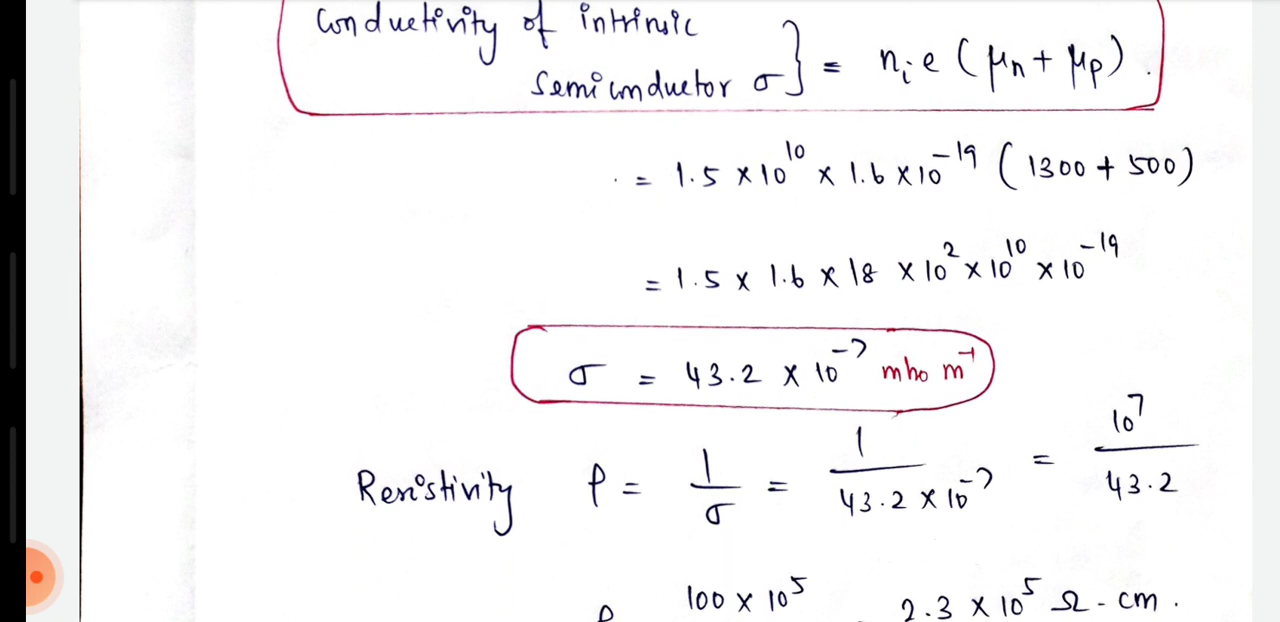 Conductivity of intrinsic
Semiconductor σ } = nᵢe (μₙ + μₚ).
= 1.5 × 10¹⁰ × 1.6 × 10⁻¹⁹ (1300 + 500)
= 1.5 × 1.6 × 18 × 10² × 10¹⁰ × 10⁻¹⁹
σ = 43.2 × 10⁻⁷ mho m⁻¹
Resistivity ρ = 1/σ = 1/(43.2 × 10⁻⁷) = 10⁷/43.2
ρ 100 × 10⁵ 2.3 × 10⁵ Ω - cm.